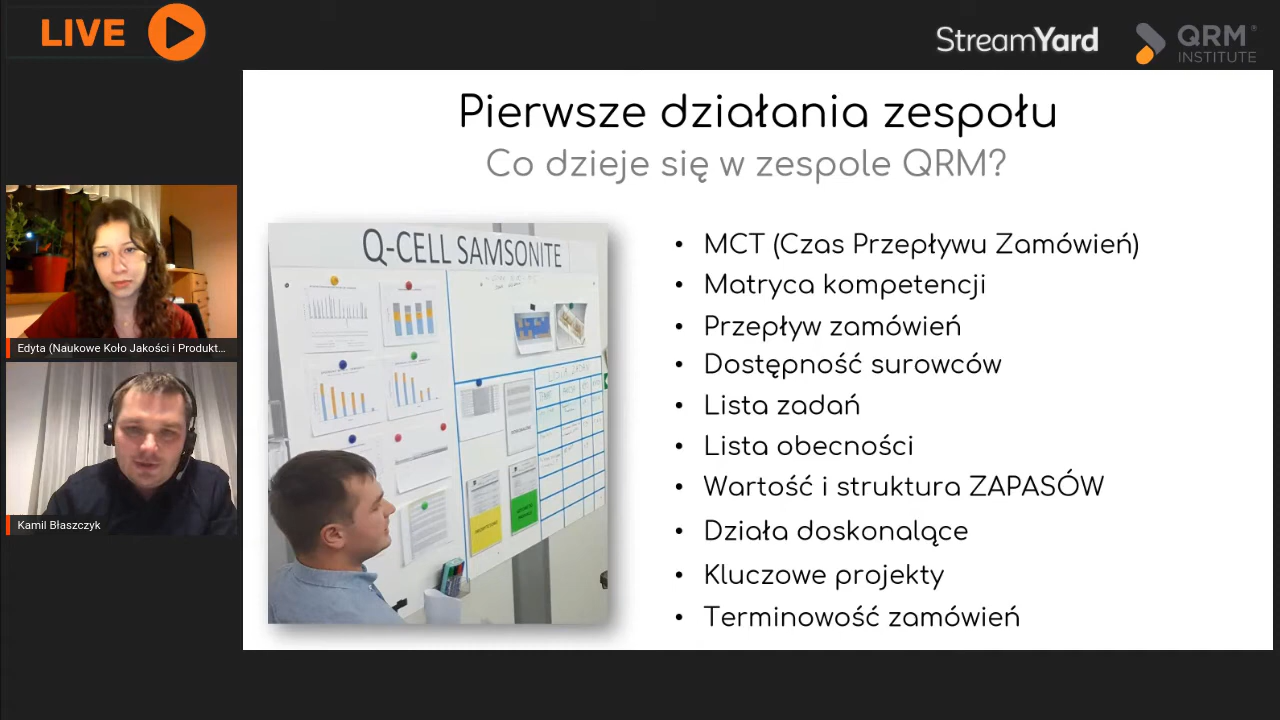 LIVE
StreamYard
QRM
INSTITUTE
Pierwsze działania zespołu
Co dzieje się w zespole QRM?
Q-CELL SAMSONITE
• MCT (Czas Przepływu Zamówień)
• Matryca kompetencji
• Przepływ zamówień
• Dostępność surowców
• Lista zadań
• Lista obecności
• Wartość i struktura ZAPASÓW
• Działa doskonalące
• Kluczowe projekty
• Terminowość zamówień
Edyta (Naukowe Koło Jakości i Produkt...
Kamil Błaszczyk